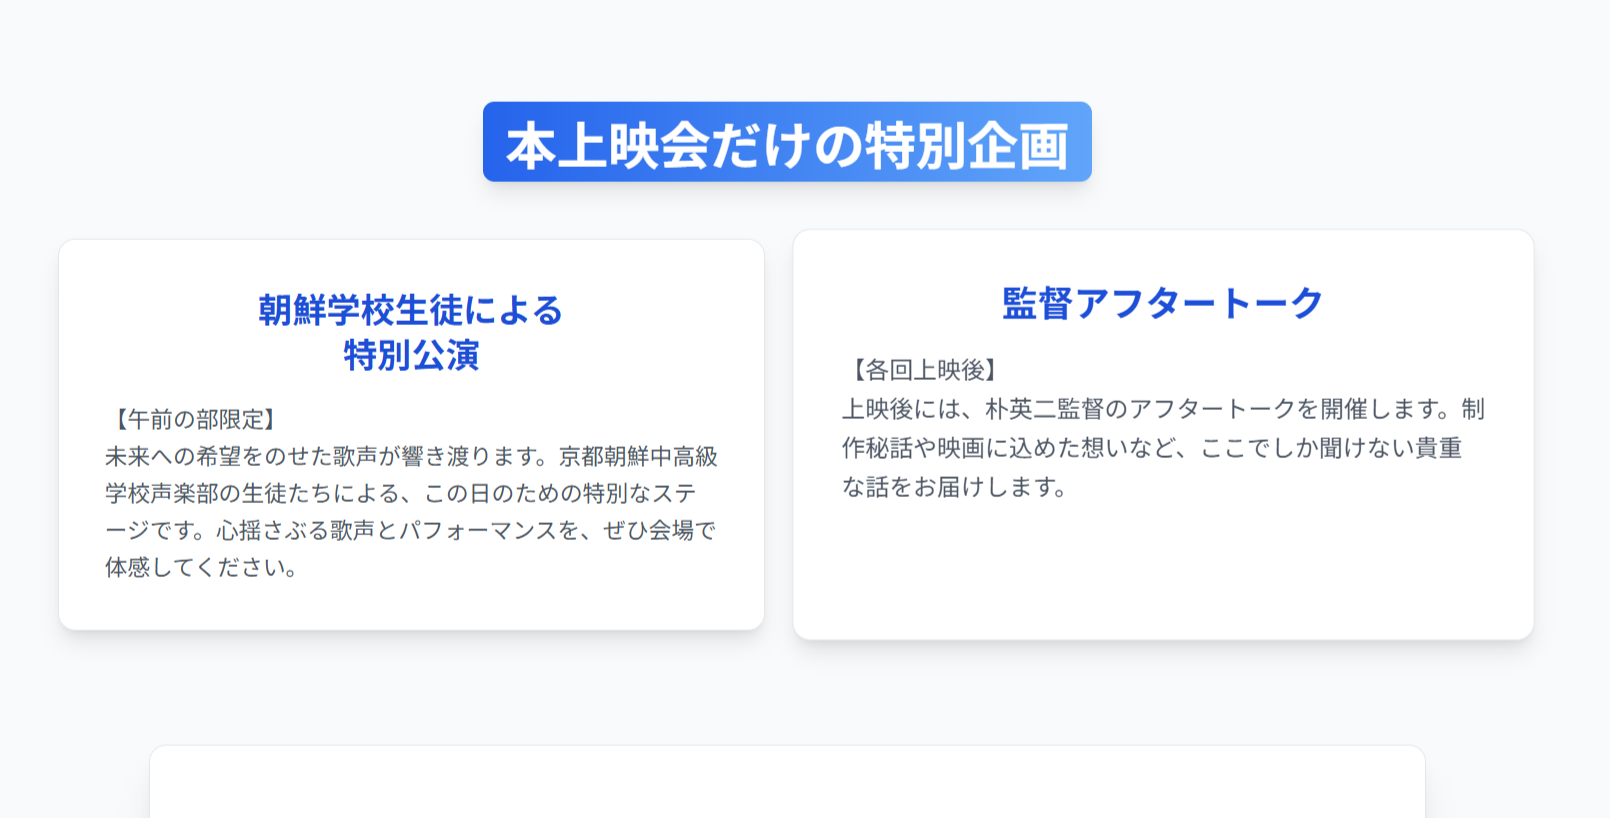 本上映会だけの特別企画
朝鮮学校生徒による
特別公演
【午前の部限定】
未来への希望をのせた歌声が響き渡ります。京都朝鮮中高級
学校声楽部の生徒たちによる、この日のための特別なステ
ージです。心揺さぶる歌声とパフォーマンスを、ぜひ会場で
体感してください。
監督アフタートーク
【各回上映後】
上映後には、朴英二監督のアフタートークを開催します。制
作秘話や映画に込めた想いなど、ここでしか聞けない貴重
な話をお届けします。